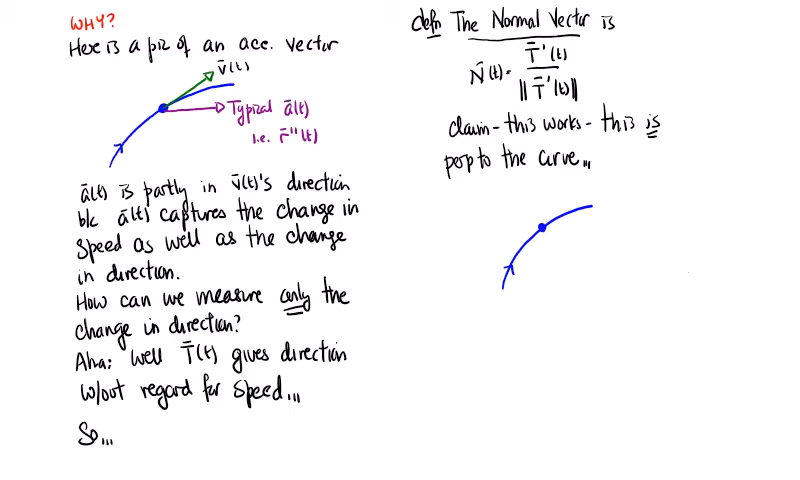 WHY?
Here is a pic of an acc. vector
v̄(t)
Typical ā(t)
i.e. r̄''(t)
ā(t) is partly in v̄(t)'s direction
b/c ā(t) captures the change in
speed as well as the change
in direction.
How can we measure only the
change in direction?
Aha: Well T̄(t) gives direction
w/out regard for speed...
So...
defn The Normal Vector is
N̄(t) = T̄'(t) / ||T̄'(t)||
claim - this works - this is
perp to the curve...